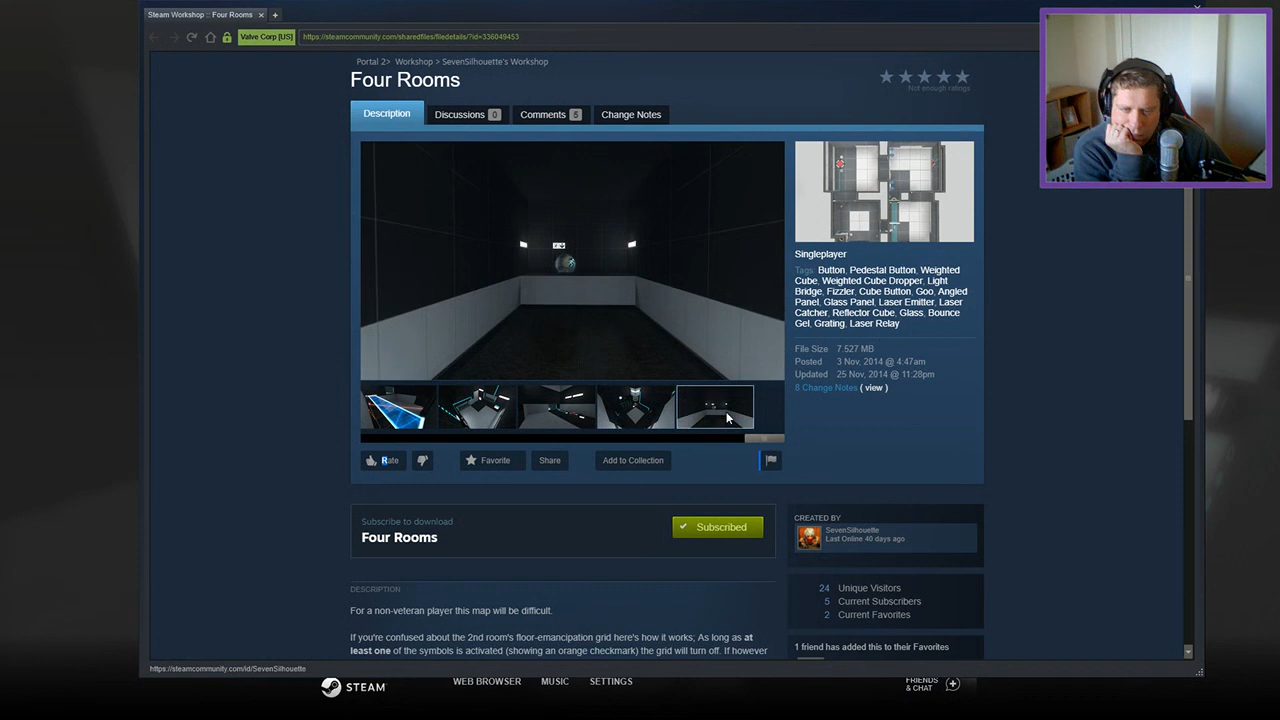 Steam Workshop :: Four Rooms
Valve Corp [US]
https://steamcommunity.com/sharedfiles/filedetails/?id=336049453
Portal 2> Workshop > SevenSilhouette's Workshop
Four Rooms
Not enough ratings
Description
Discussions 0
Comments 5
Change Notes
Singleplayer
Tags: Button, Pedestal Button, Weighted
Cube, Weighted Cube Dropper, Light
Bridge, Fizzler, Cube Button, Goo, Angled
Panel, Glass Panel, Laser Emitter, Laser
Catcher, Reflector Cube, Glass, Bounce
Gel, Grating, Laser Relay
File Size 7.527 MB
Posted 3 Nov, 2014 @ 4:47am
Updated 25 Nov, 2014 @ 11:28pm
8 Change Notes ( view )
Rate
Favorite
Share
Add to Collection
Subscribe to download
Four Rooms
Subscribed
CREATED BY
SevenSilhouette
Last Online 40 days ago
DESCRIPTION
For a non-veteran player this map will be difficult.
If you're confused about the 2nd room's floor-emancipation grid here's how it works; As long as at
least one of the symbols is activated (showing an orange checkmark) the grid will turn off. If however
24 Unique Visitors
5 Current Subscribers
2 Current Favorites
1 friend has added this to their Favorites
https://steamcommunity.com/id/SevenSilhouette
STEAM
WEB BROWSER
MUSIC
SETTINGS
FRIENDS
& CHAT